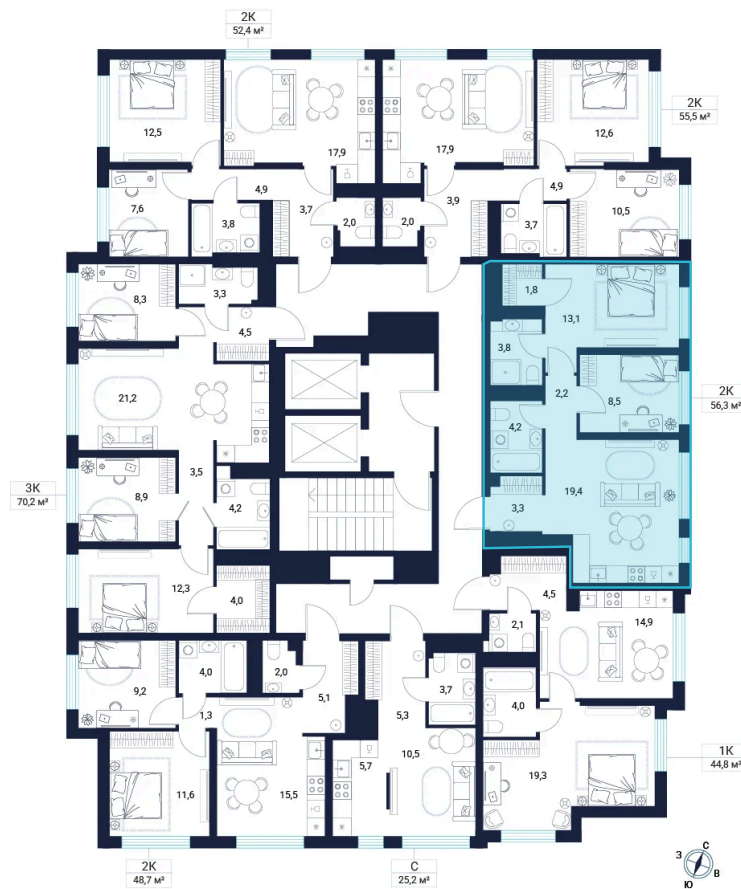 2К
52,4 м²
2К
55,5 м²
12,5
17,9
17,9
12,6
7,6
4,9
3,8
3,7
2,0
2,0
3,9
4,9
3,7
10,5
8,3
3,3
4,5
1,8
13,1
3,8
21,2
2,2
8,5
2К
56,3 м²
4,2
3К
70,2 м²
8,9
3,5
4,2
3,3
19,4
12,3
4,0
4,5
2,1
14,9
9,2
4,0
2,0
5,1
3,7
5,3
4,0
1,3
11,6
15,5
5,7
10,5
19,3
1К
44,8 м²
2К
48,7 м²
С
25,2 м²
С
З
В
Ю